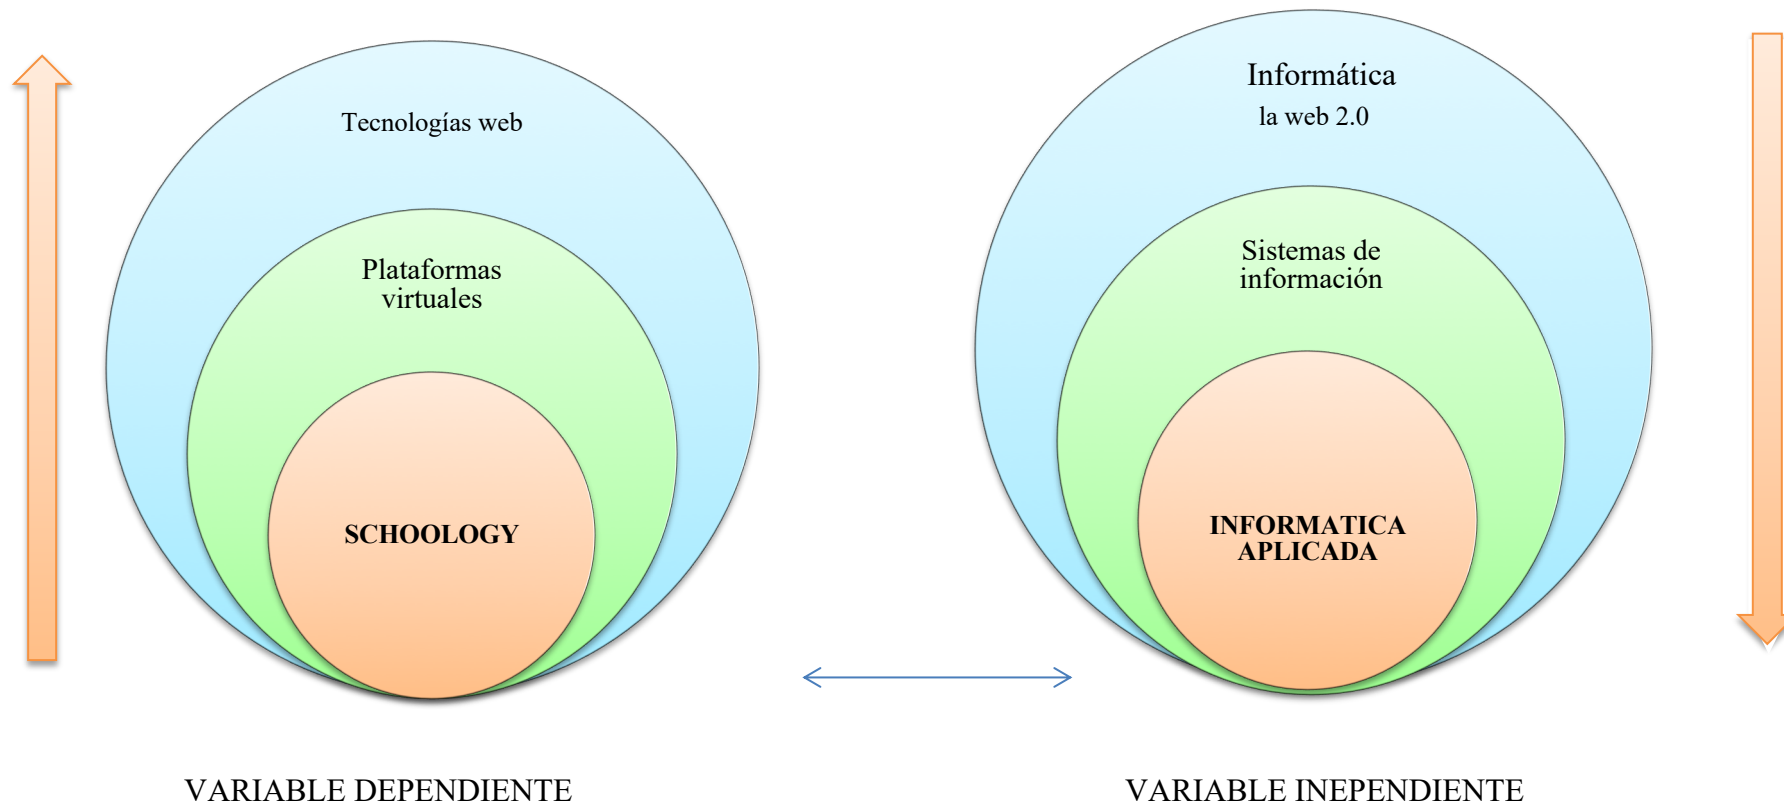 Tecnologías web
Plataformas
virtuales
SCHOOLOGY
VARIABLE DEPENDIENTE
Informática
la web 2.0
Sistemas de
información
INFORMATICA
APLICADA
VARIABLE INEPENDIENTE